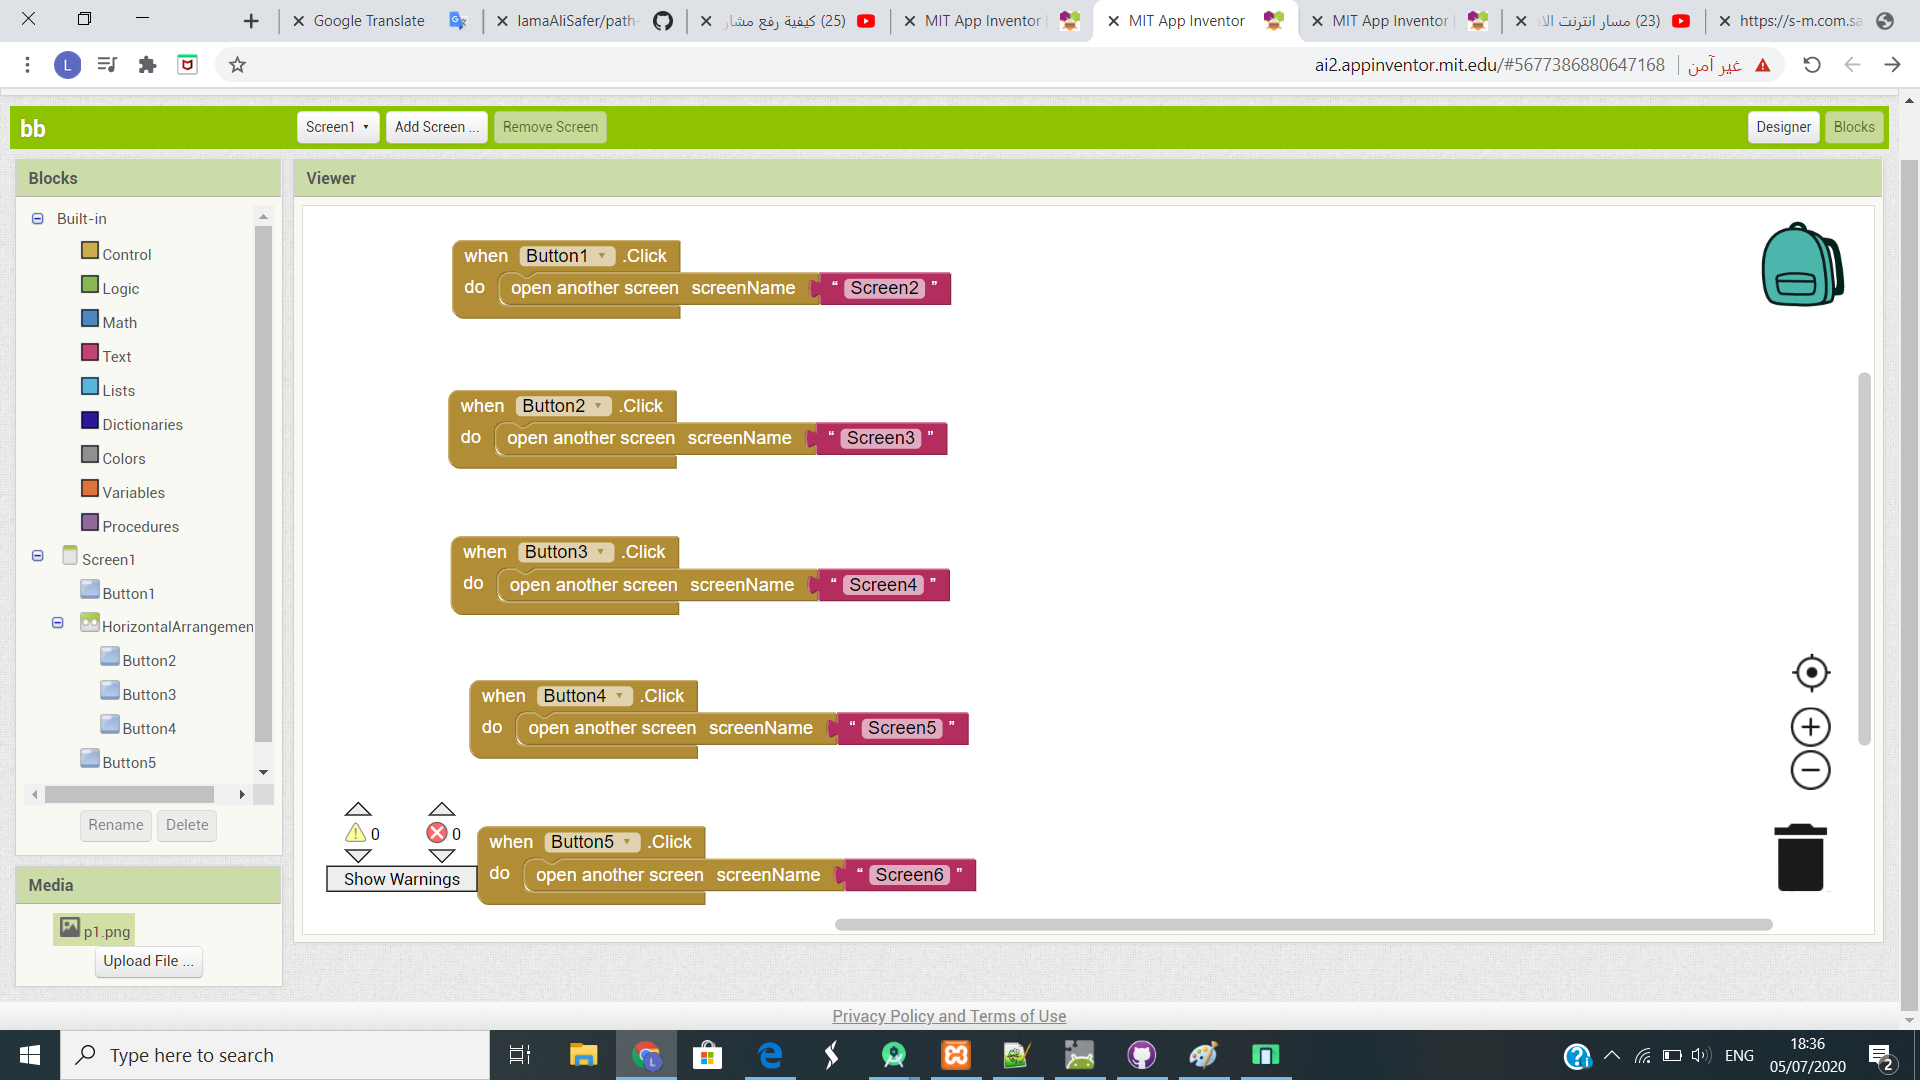 Google Translate
IamaAliSafer/path-
(25) كيفية رفع مشار
MIT App Inventor
MIT App Inventor
MIT App Inventor
(23) مسار انترنت الا
https://s-m.com.sa
L
ai2.appinventor.mit.edu/#5677386880647168
غير آمن
bb
Screen1
Add Screen ...
Remove Screen
Designer
Blocks
Blocks
Viewer
Built-in
Control
Logic
Math
Text
Lists
Dictionaries
Colors
Variables
Procedures
Screen1
Button1
HorizontalArrangemen
Button2
Button3
Button4
Button5
Rename
Delete
Media
p1.png
Upload File ...
when Button1 .Click
do open another screen screenName “ Screen2 ”
when Button2 .Click
do open another screen screenName “ Screen3 ”
when Button3 .Click
do open another screen screenName “ Screen4 ”
when Button4 .Click
do open another screen screenName “ Screen5 ”
when Button5 .Click
do open another screen screenName “ Screen6 ”
0
0
Show Warnings
Privacy Policy and Terms of Use
Type here to search
ENG
18:36
05/07/2020
2